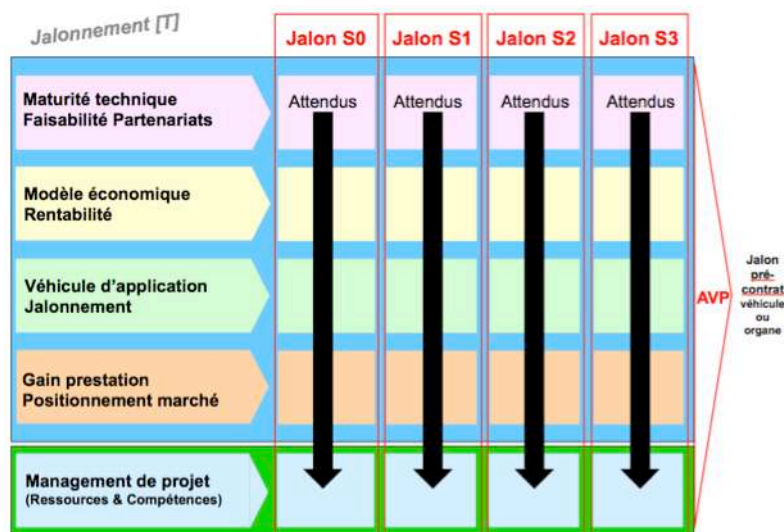 Jalonnement [T]
Jalon S0
Jalon S1
Jalon S2
Jalon S3
Maturité technique
Faisabilité Partenariats
Attendus
Attendus
Attendus
Attendus
Modèle économique
Rentabilité
Véhicule d'application
Jalonnement
Gain prestation
Positionnement marché
Management de projet
(Ressources & Compétences)
AVP
Jalon
pré-
contrat
véhicule
ou
organe